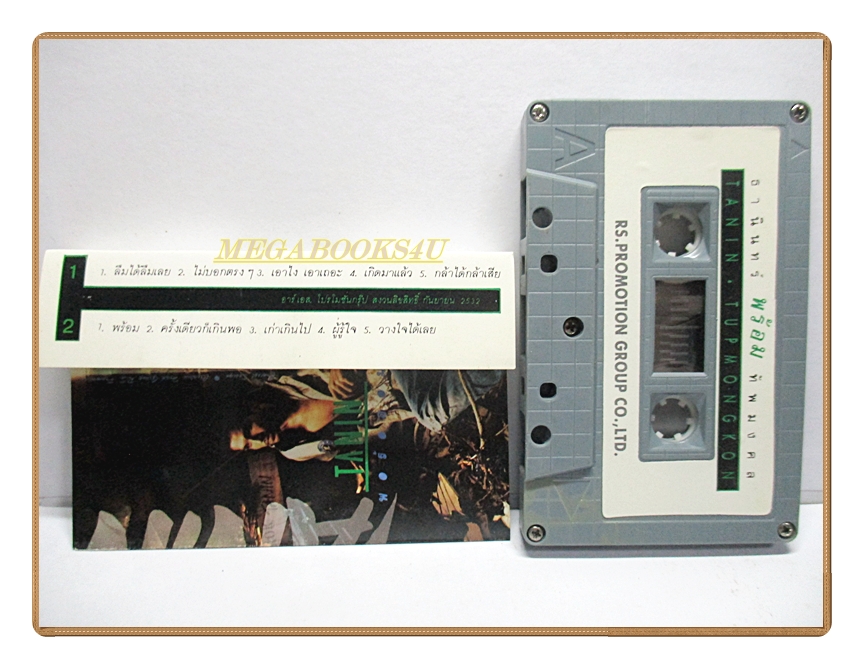 MEGABOOKS4U
1 1. ลืมได้ลืมเลย 2. ไม่บอกตรง ๆ 3. เอาไง เอาเถอะ 4. เกิดมาแล้ว 5. กล้าได้กล้าเสีย
อาร์.เอส. โปรโมชั่นกรุ๊ป สงวนลิขสิทธิ์ กันยายน 2532
2 1. พร้อม 2. ครั้งเดียวก็เกินพอ 3. เก่าเกินไป 4. ผู้รู้ใจ 5. วางใจได้เลย
TANIN
พร้อม
A
ธานินทร์ พร้อม ทัพมงคล
TANIN·TUPMONGKON
RS.PROMOTION GROUP CO.,LTD.